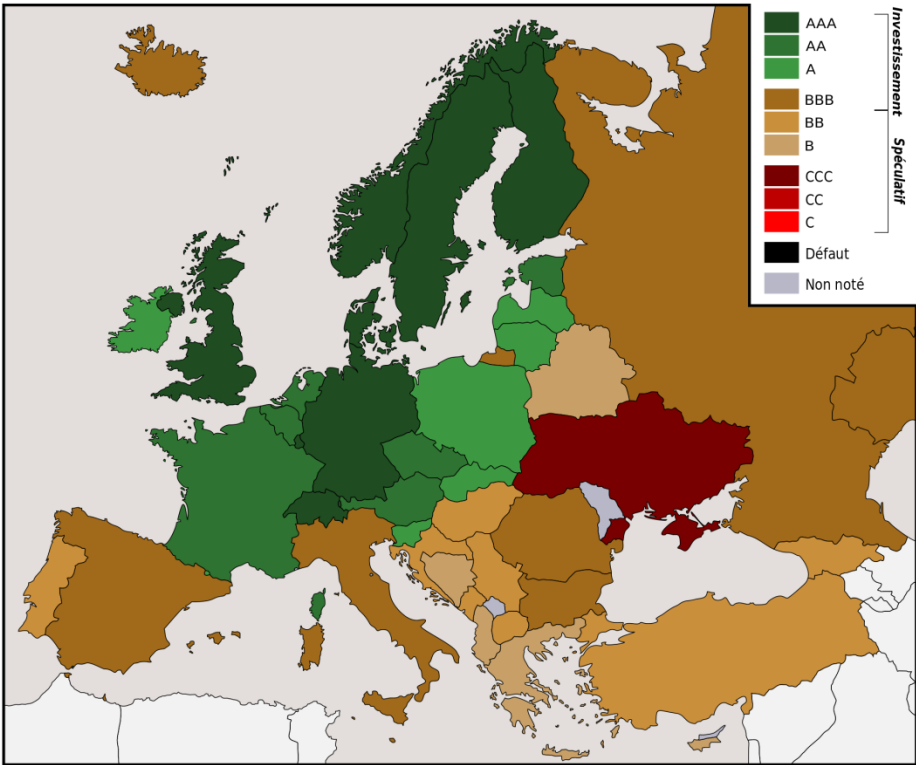 AAA
AA
A
Investissement
BBB
BB
B
Spéculatif
CCC
CC
C
Défaut
Non noté